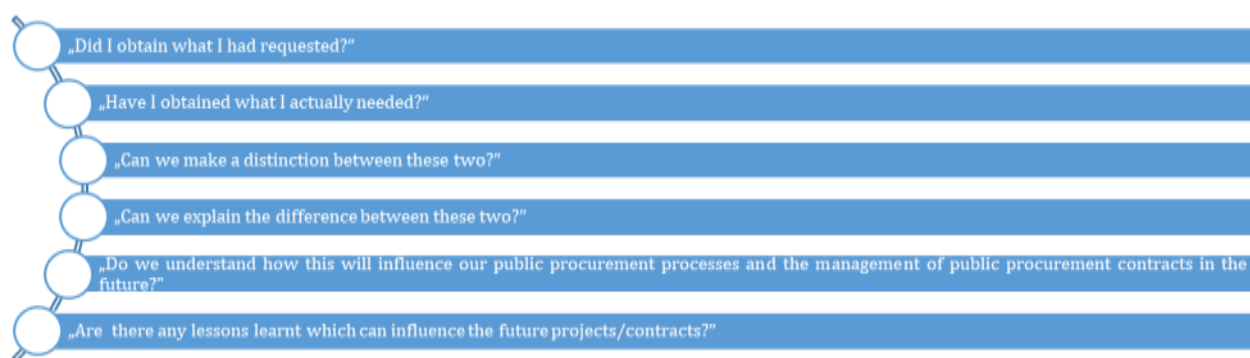 „Did I obtain what I had requested?”
„Have I obtained what I actually needed?”
„Can we make a distinction between these two?”
„Can we explain the difference between these two?”
„Do we understand how this will influence our public procurement processes and the management of public procurement contracts in the
future?”
„Are there any lessons learnt which can influence the future projects/contracts?”